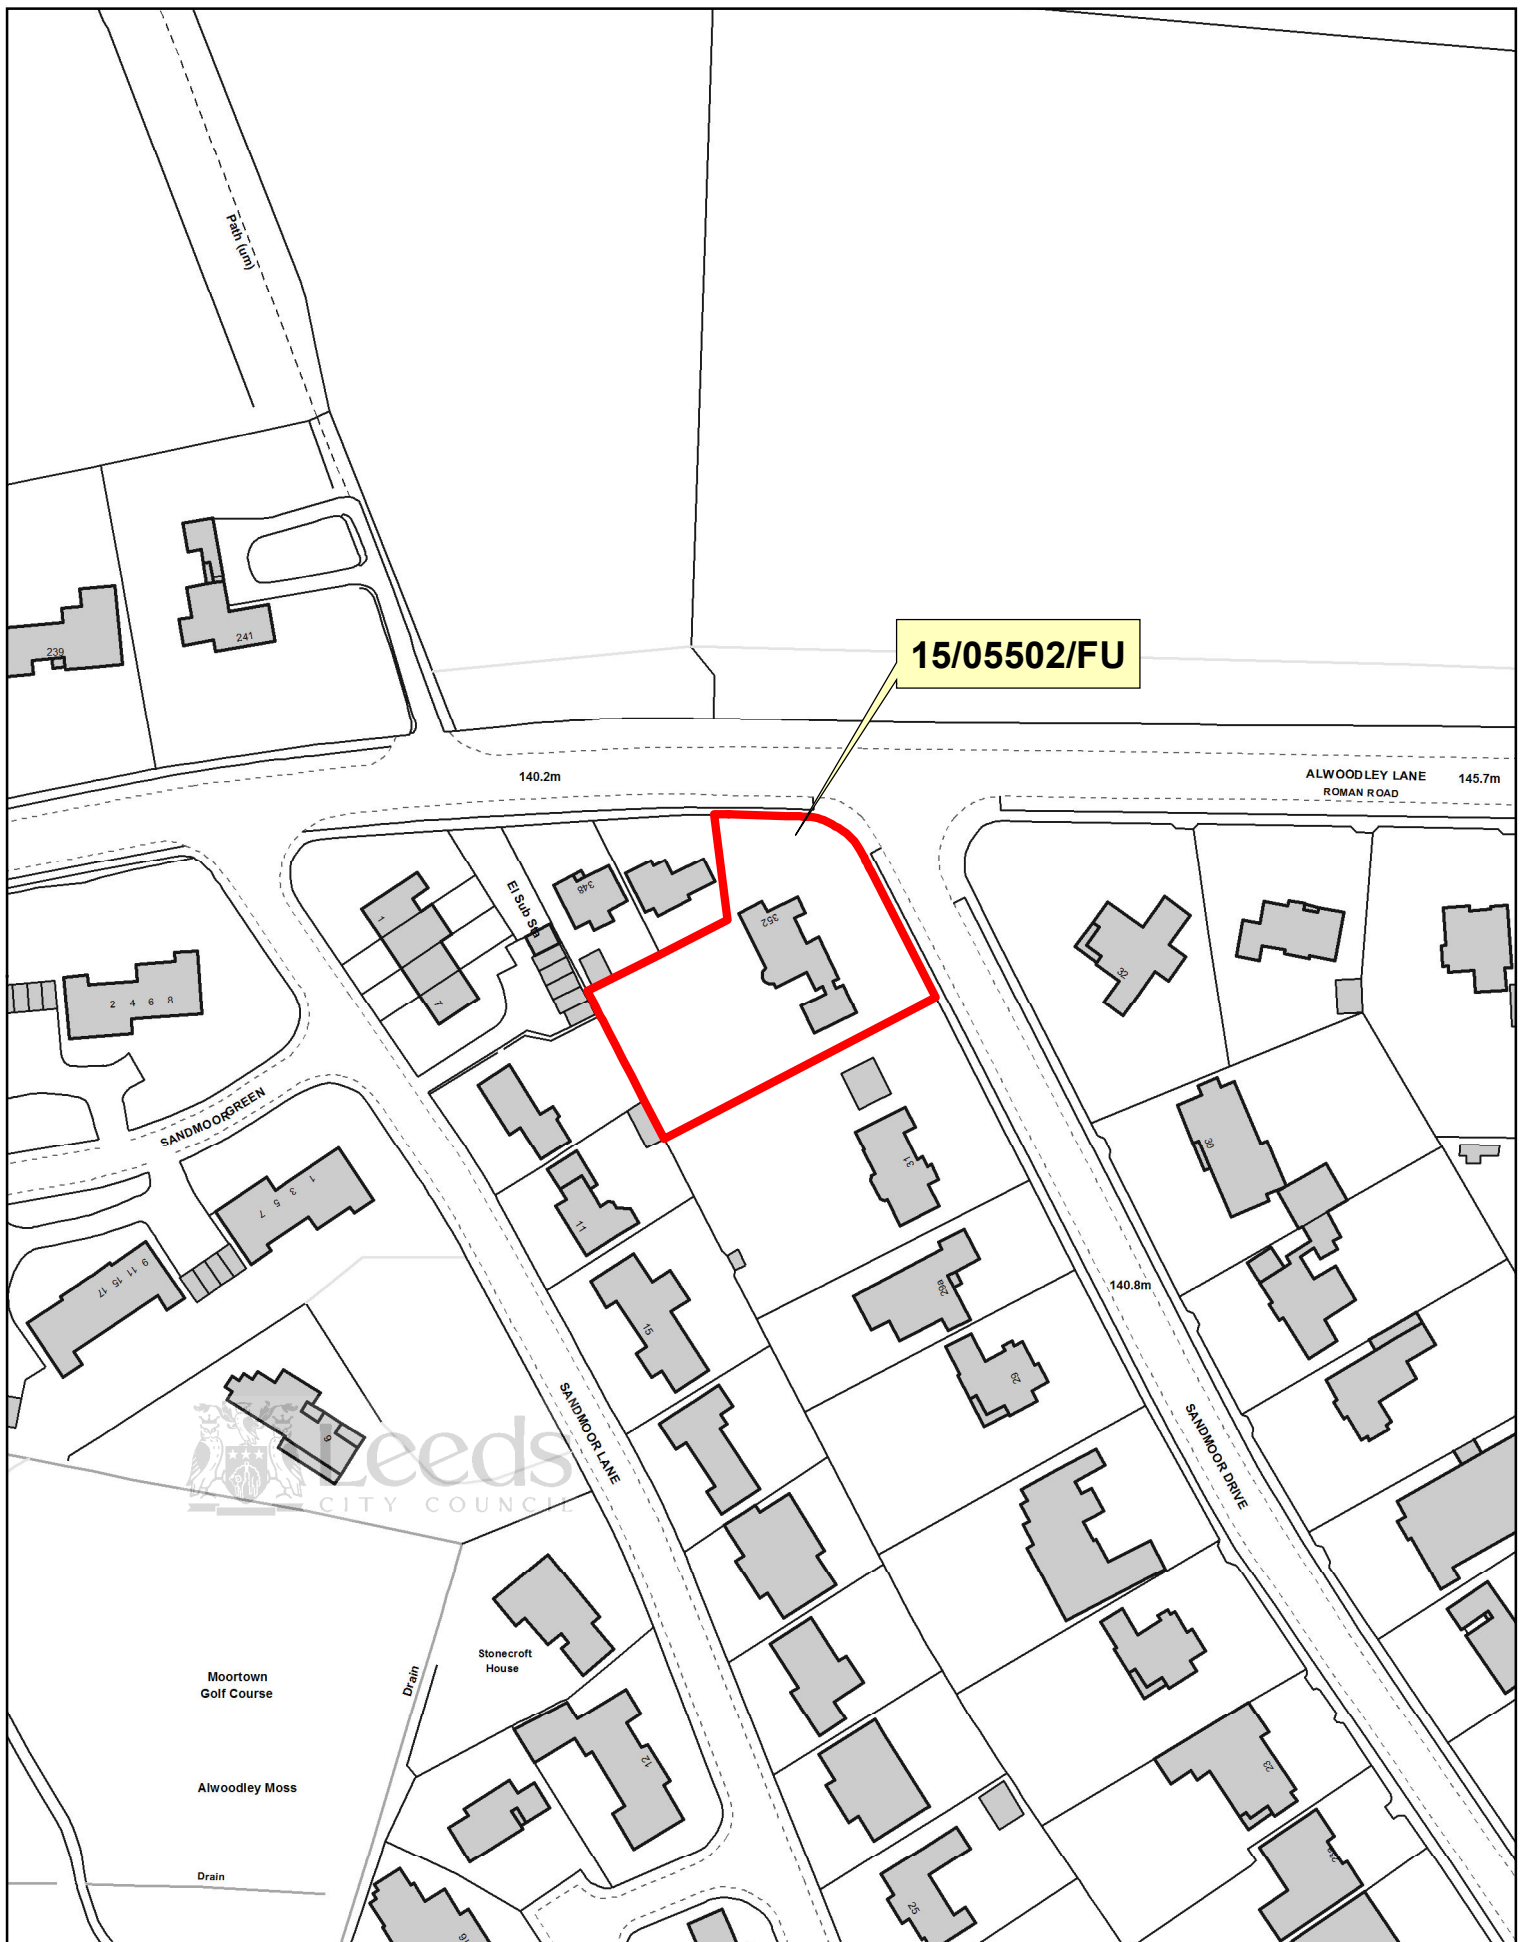 Path (um)
241
239
15/05502/FU
140.2m
ALWOODLEY LANE
ROMAN ROAD
145.7m
El Sub Sta
348
352
1
7
2 4 6 8
32
SANDMOOR GREEN
30
31
1 3 5 7
11
9 11 15 17
29a
140.8m
15
29
SANDMOOR LANE
SANDMOOR DRIVE
9
Leeds
CITY COUNCIL
Stonecroft
House
Moortown
Golf Course
Drain
12
23
Alwoodley Moss
Drain
25